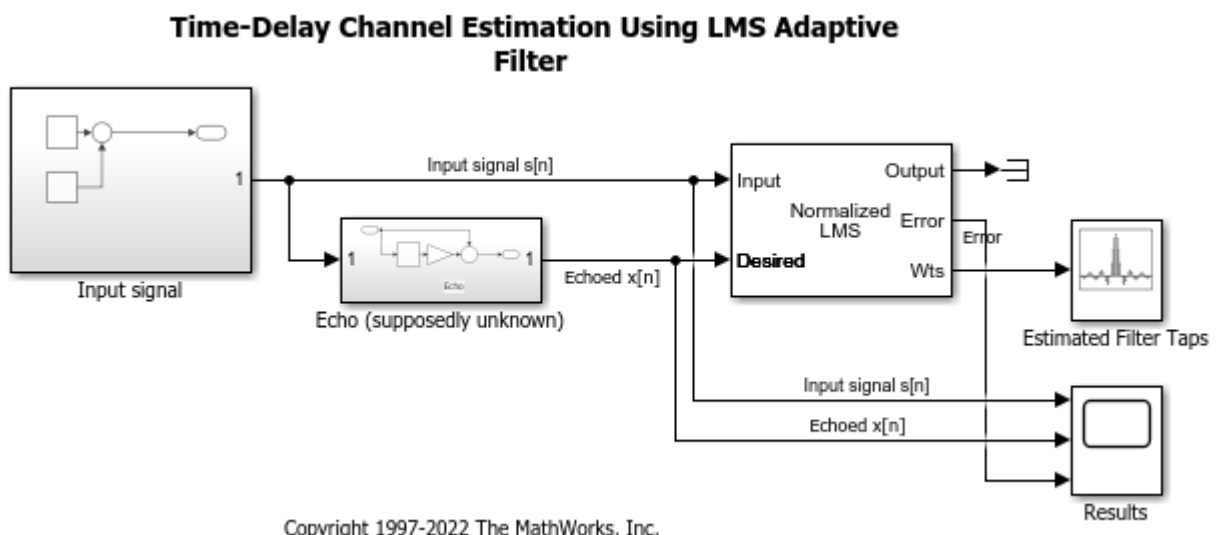 Time-Delay Channel Estimation Using LMS Adaptive
Filter
1
Input signal
Input signal s[n]
1
Echo
1
Echo (supposedly unknown)
Echoed x[n]
Input
Desired
Normalized
LMS
Output
Error
Wts
Error
Estimated Filter Taps
Input signal s[n]
Echoed x[n]
Results
Copyright 1997-2022 The MathWorks, Inc.